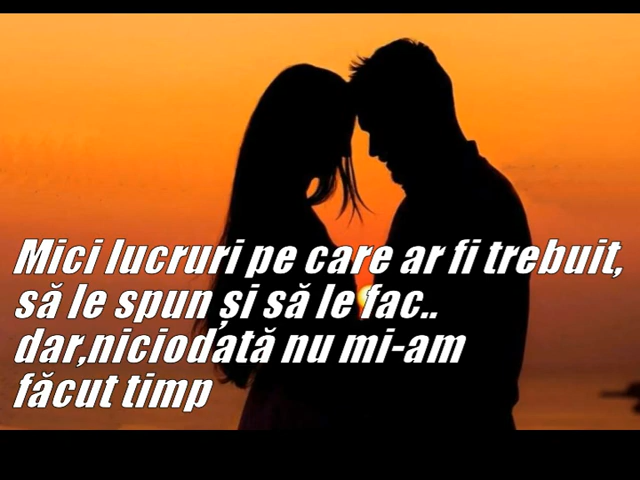 Mici lucruri pe care ar fi trebuit,
să le spun și să le fac..
dar,niciodată nu mi-am
făcut timp